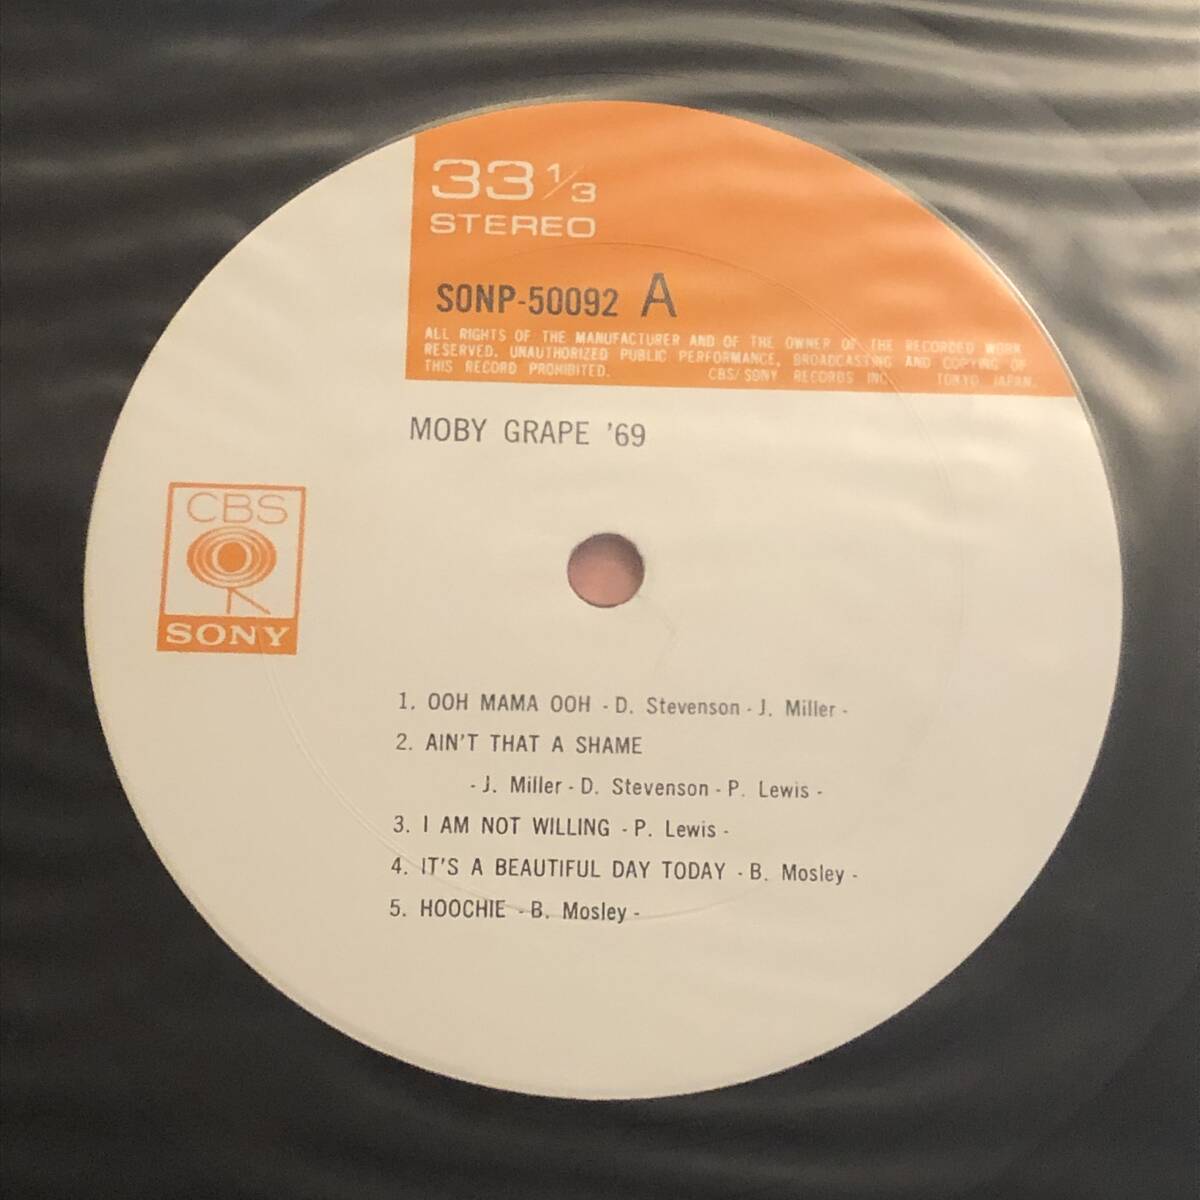 33 1/3
STEREO
SONP-50092 A
ALL RIGHTS OF THE MANUFACTURER AND OF THE OWNER OF THE RECORDED WORK
RESERVED. UNAUTHORIZED PUBLIC PERFORMANCE, BROADCASTING AND COPYING OF
THIS RECORD PROHIBITED. CBS/SONY RECORDS INC. TOKYO JAPAN.
MOBY GRAPE '69
CBS
SONY
1. OOH MAMA OOH - D. Stevenson - J. Miller -
2. AIN'T THAT A SHAME
- J. Miller - D. Stevenson - P. Lewis -
3. I AM NOT WILLING - P. Lewis -
4. IT'S A BEAUTIFUL DAY TODAY - B. Mosley -
5. HOOCHIE - B. Mosley -